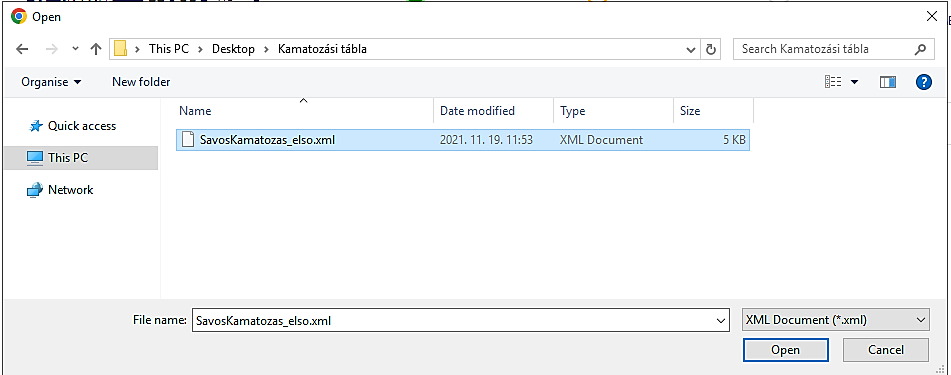 Open
This PC Desktop Kamatozási tábla Search Kamatozási tábla
Organise New folder
Name Date modified Type Size
Quick access
SavosKamatozas_elso.xml 2021. 11. 19. 11:53 XML Document 5 KB
This PC
Network
File name: SavosKamatozas_elso.xml XML Document (*.xml)
Open Cancel